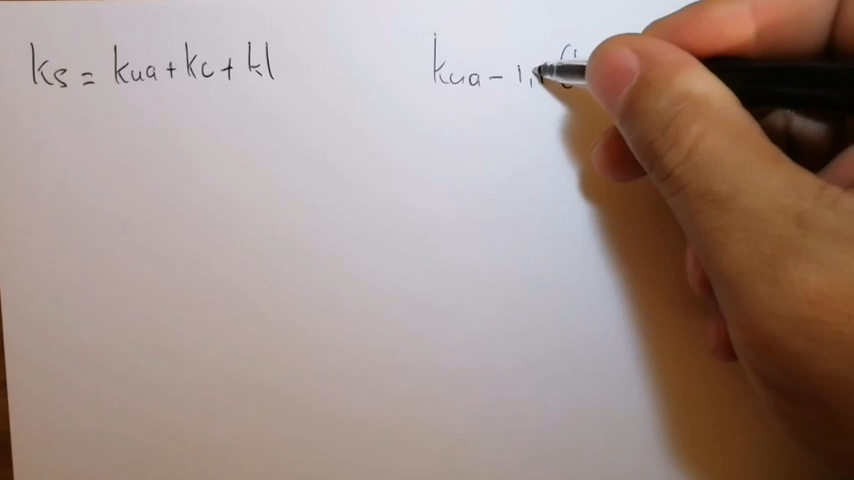 ks = kua + kc + kl
kua - 1,